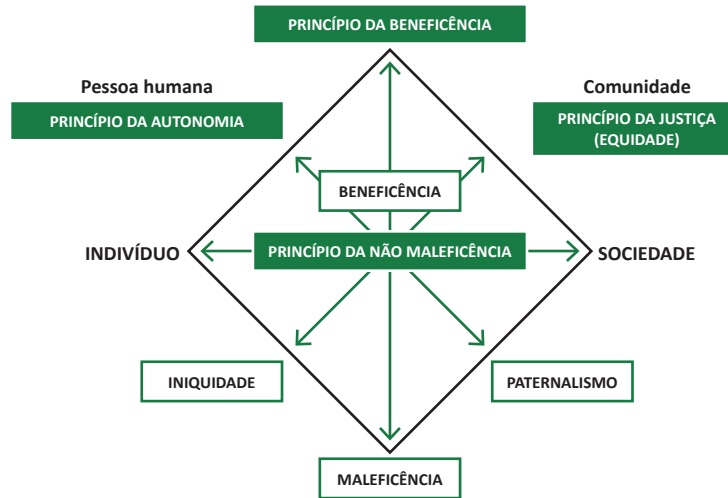 PRINCÍPIO DA BENEFICÊNCIA
Pessoa humana
PRINCÍPIO DA AUTONOMIA
Comunidade
PRINCÍPIO DA JUSTIÇA
(EQUIDADE)
BENEFICÊNCIA
INDIVÍDUO
PRINCÍPIO DA NÃO MALEFICÊNCIA
SOCIEDADE
INIQUIDADE
PATERNALISMO
MALEFICÊNCIA